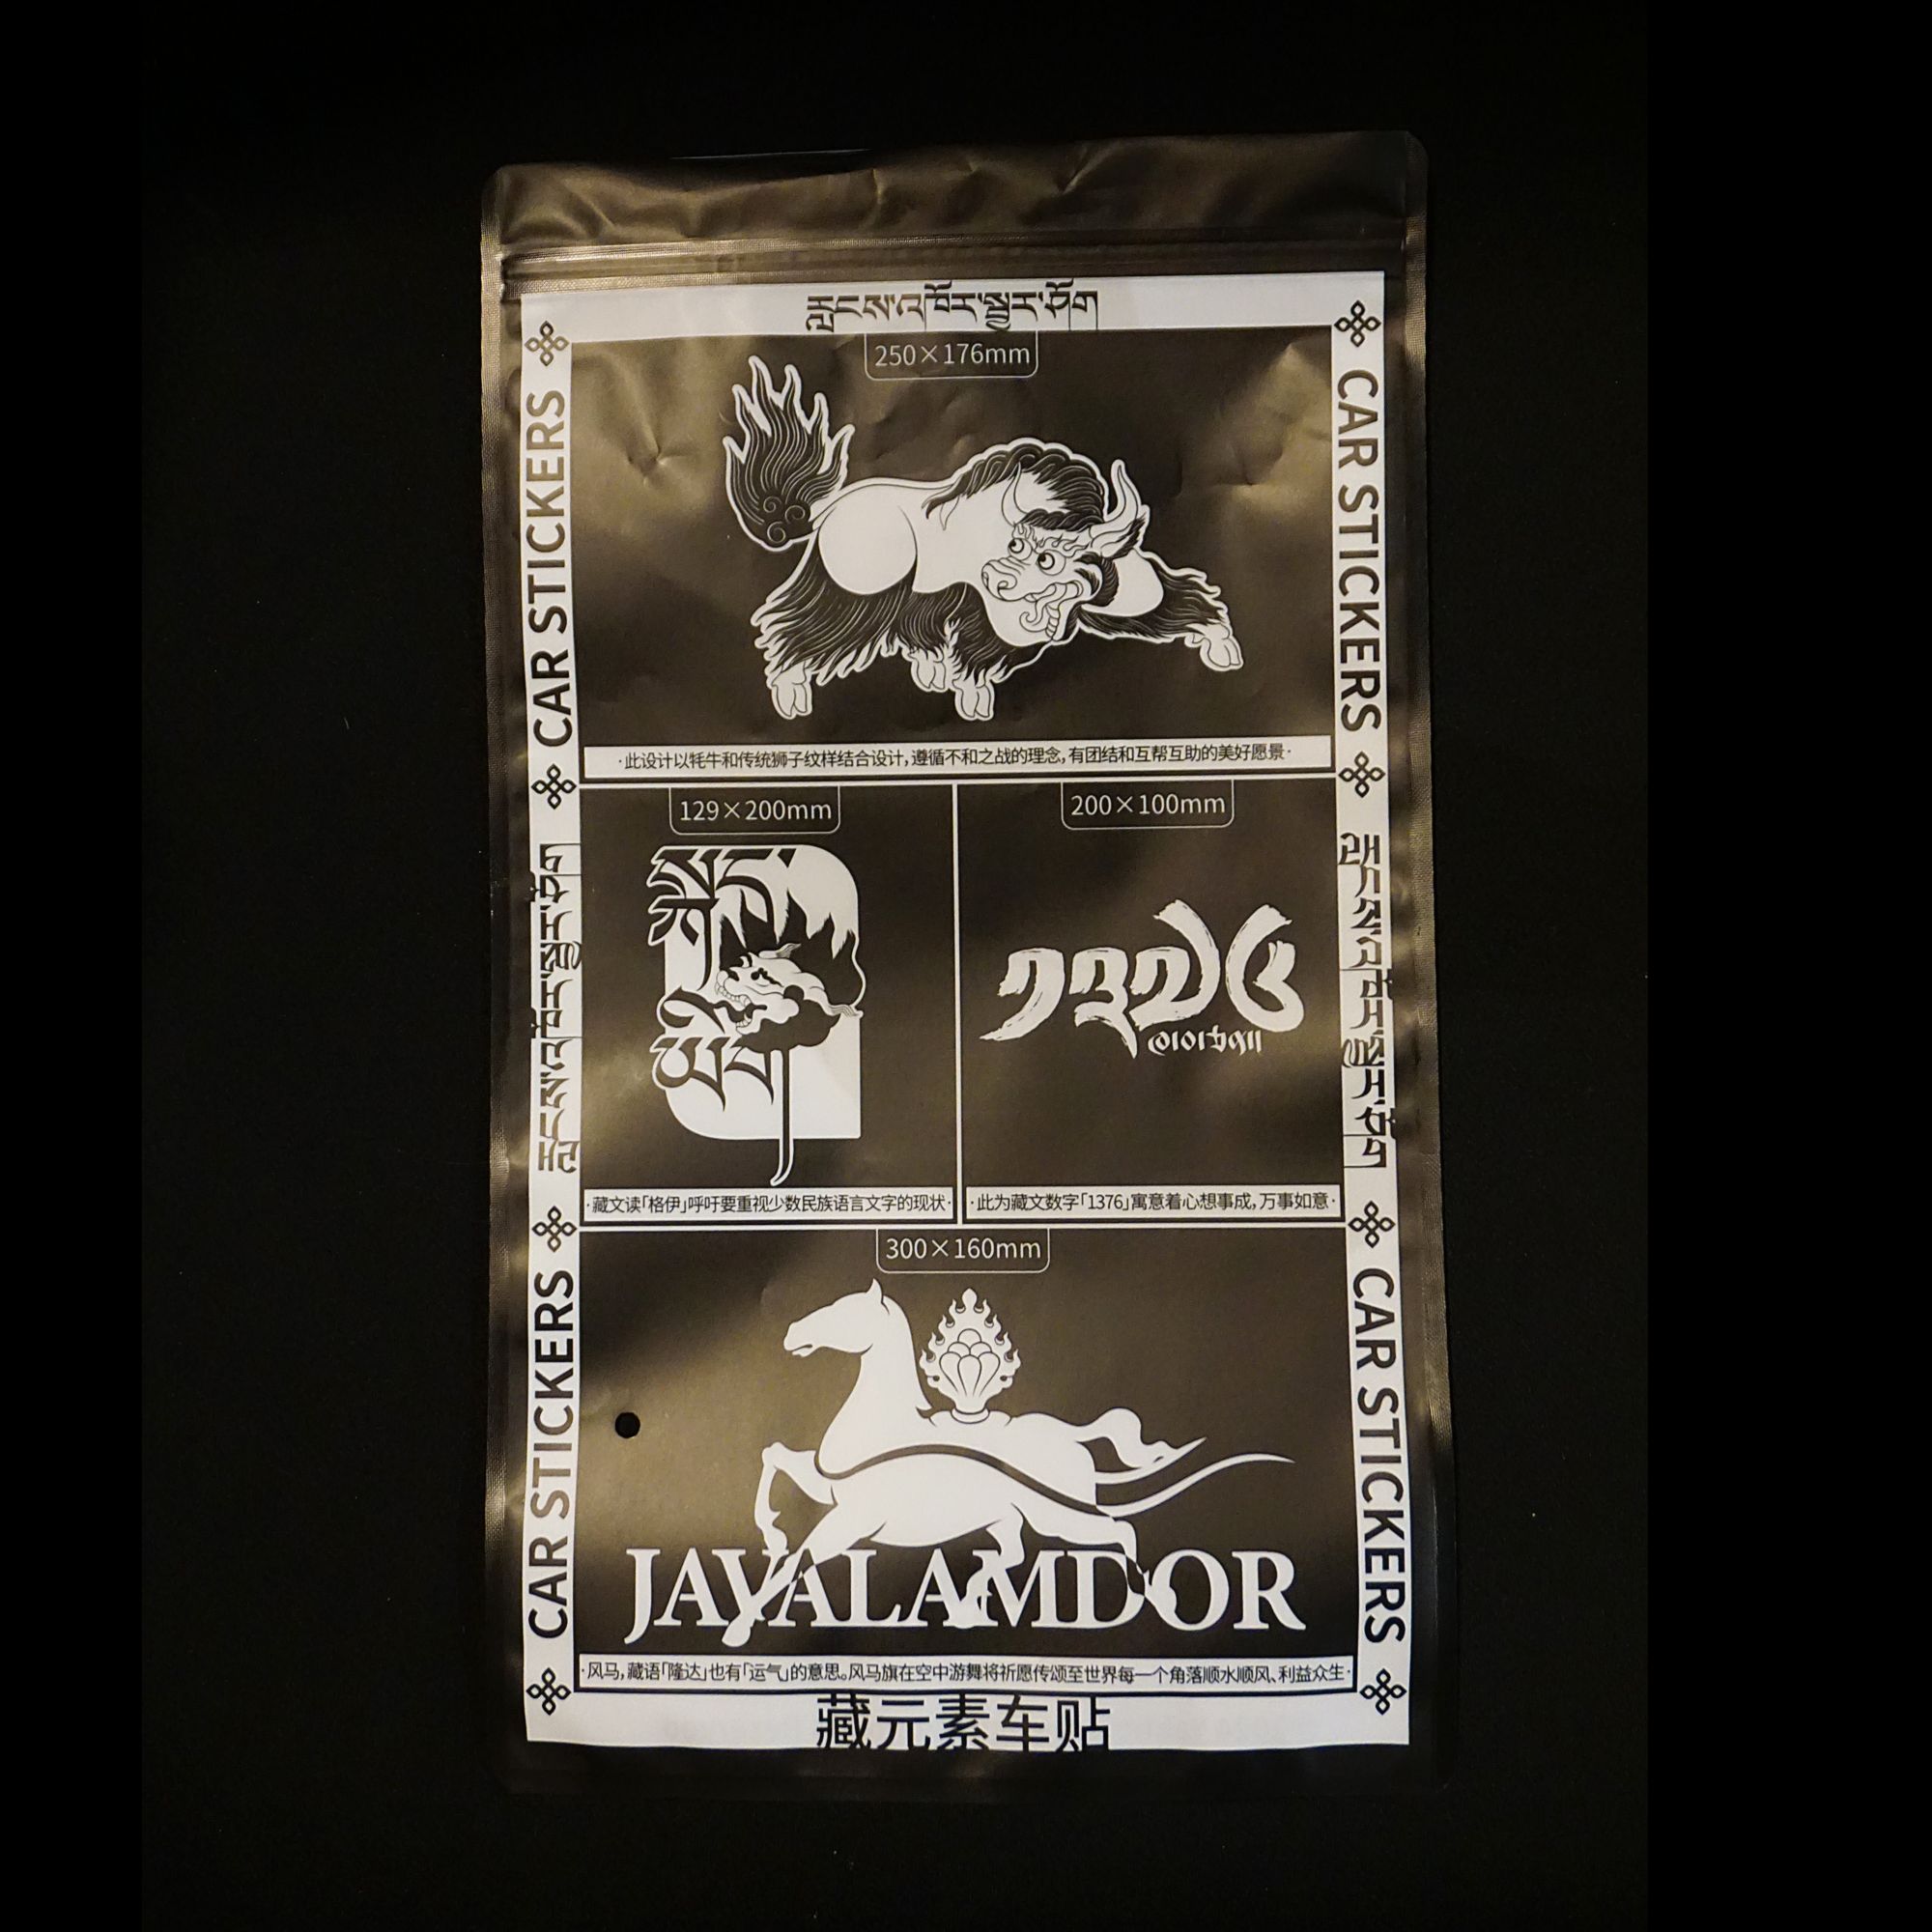 རླངས་འཁོར་སྦྱར་ཤོག
CAR STICKERS
CAR STICKERS
250×176mm
·此设计以牦牛和传统狮子纹样结合设计,遵循不和之战的理念,有团结和互帮互助的美好愿景·
129×200mm
·藏文读「格伊」呼吁要重视少数民族语言文字的现状·
200×100mm
༡༣༧༦
·此为藏文数字「1376」寓意着心想事成,万事如意·
CAR STICKERS
CAR STICKERS
300×160mm
JAYALAMDOR
·风马,藏语「隆达」也有「运气」的意思。风马旗在空中游舞将祈愿传颂至世界每一个角落顺水顺风、利益众生·
藏元素车贴